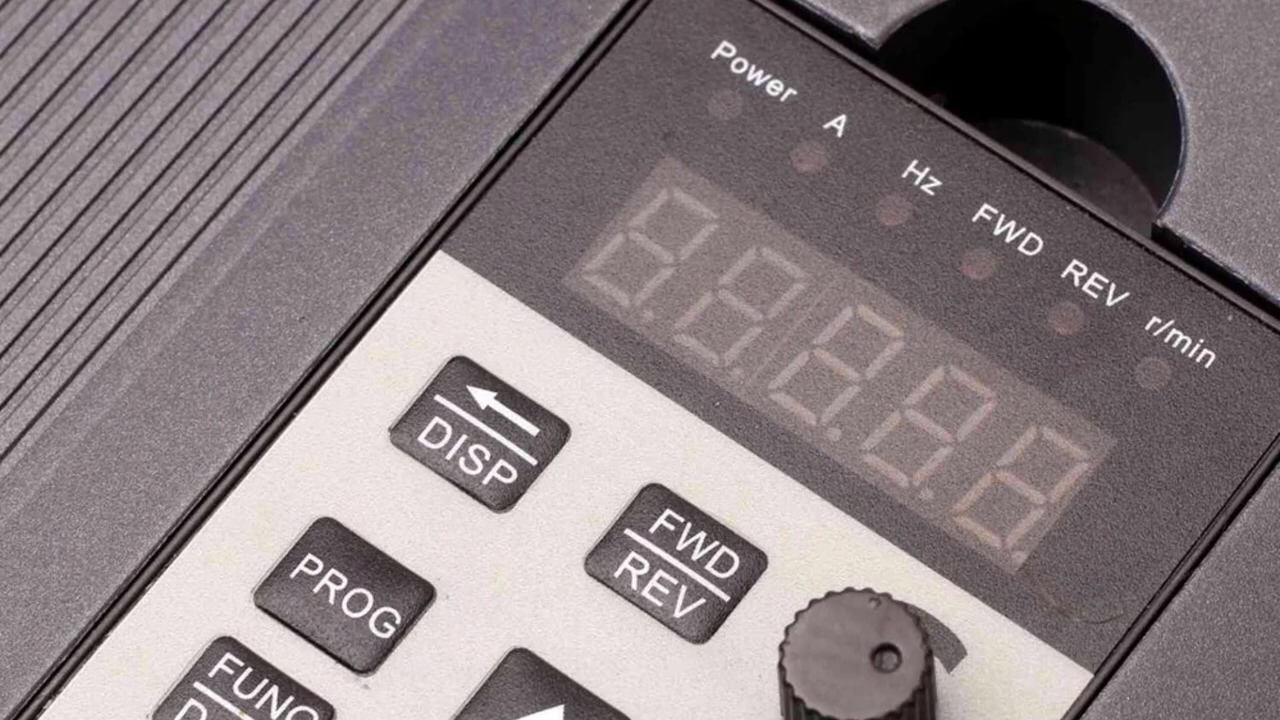 Power
A
Hz
FWD
REV
r/min
DISP
FWD
REV
PROG
FUNC